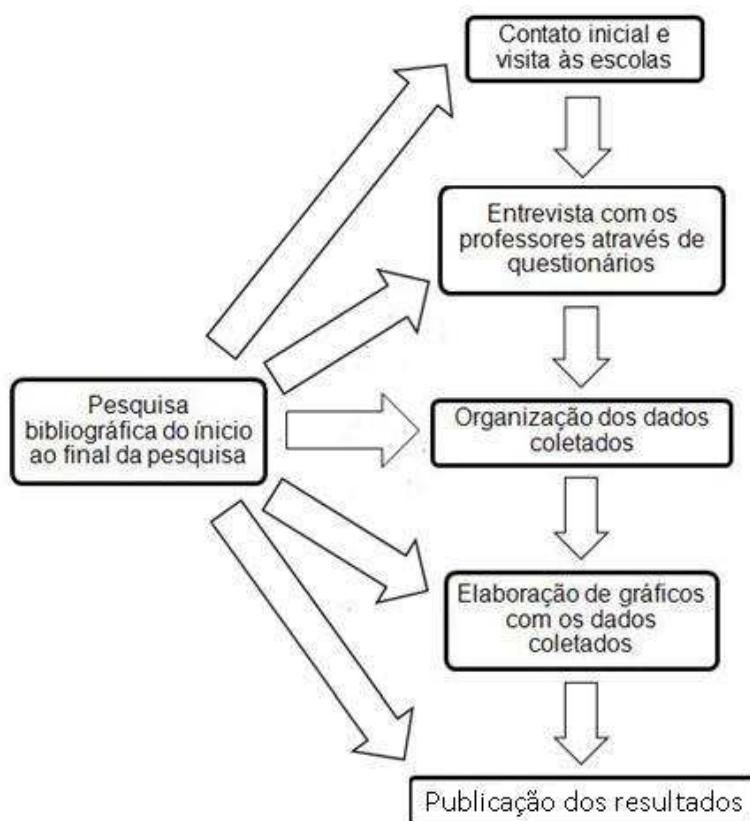 Contato inicial e
visita às escolas
Entrevista com os
professores através de
questionários
Pesquisa
bibliográfica do ínicio
ao final da pesquisa
Organização dos dados
coletados
Elaboração de gráficos
com os dados
coletados
Publicação dos resultados